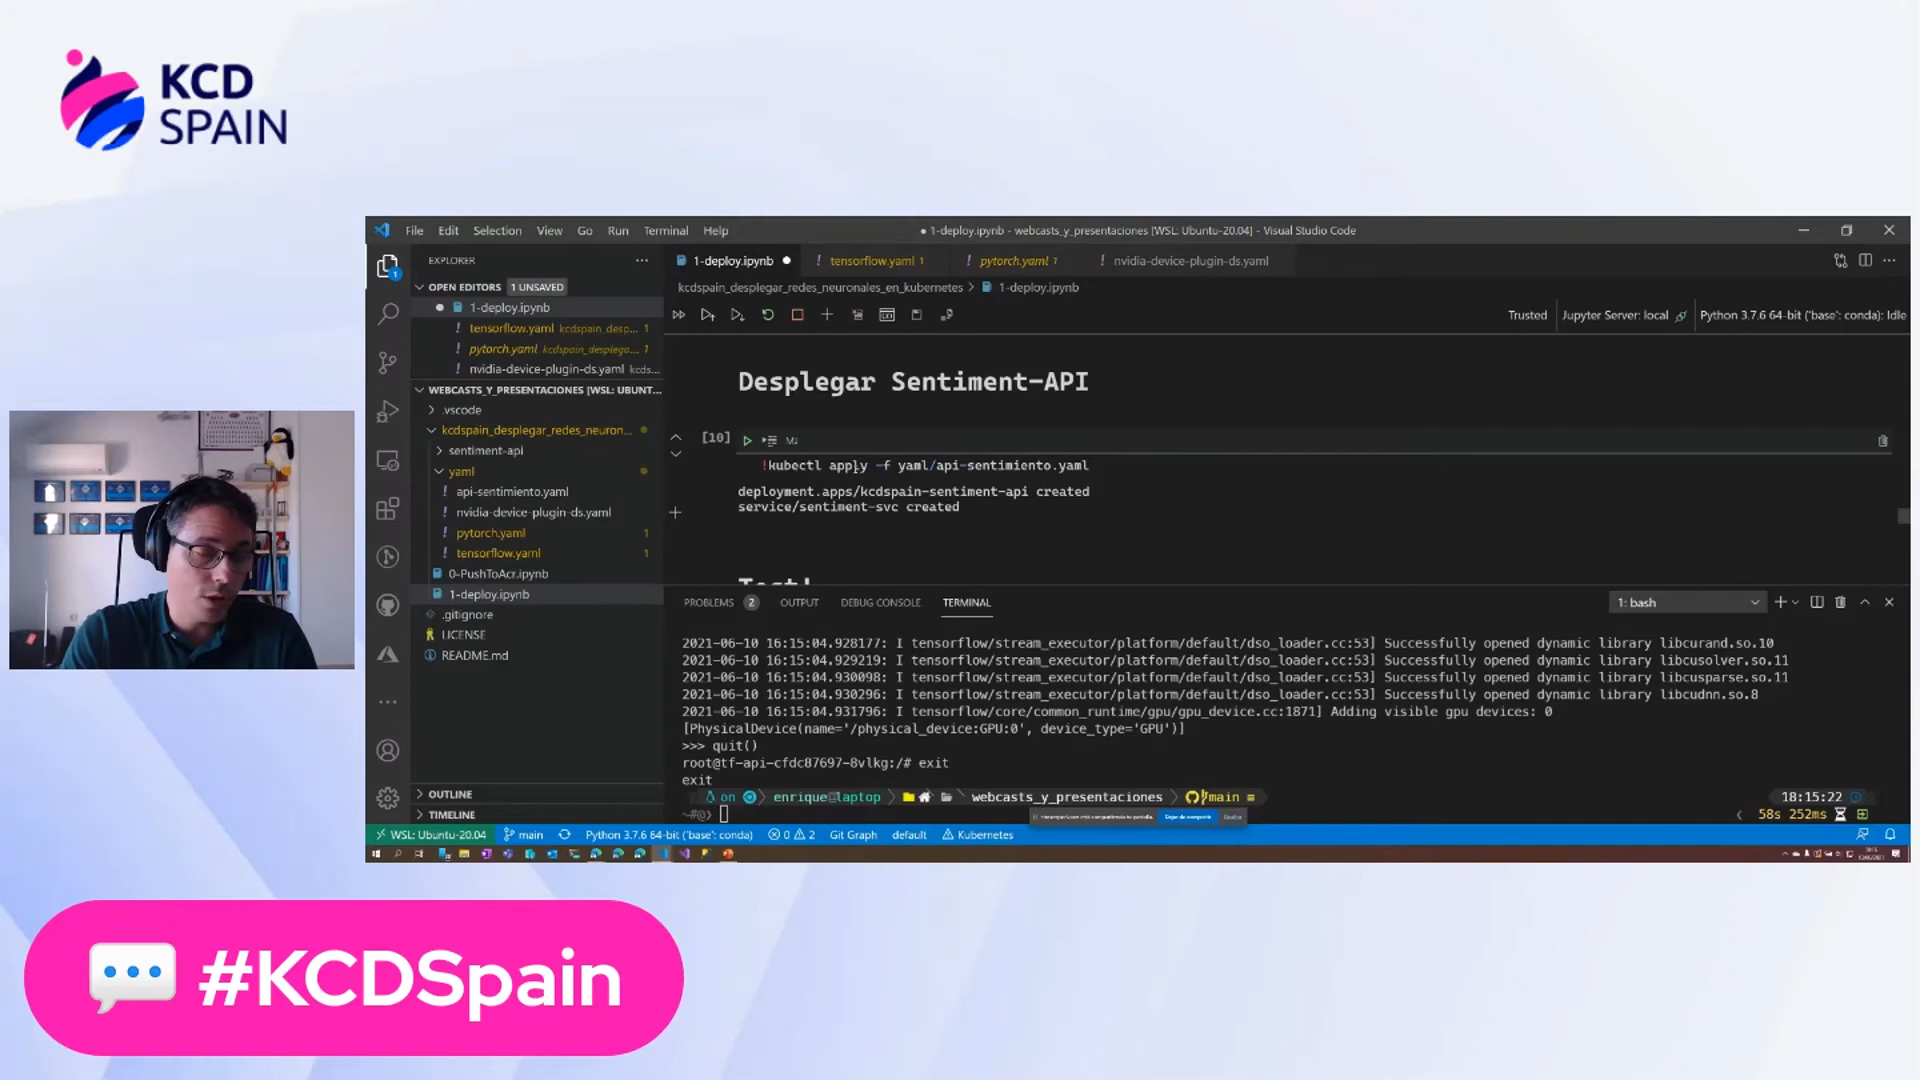 KCD
SPAIN
File Edit Selection View Go Run Terminal Help
● 1-deploy.ipynb - webcasts_y_presentaciones [WSL: Ubuntu-20.04] - Visual Studio Code
EXPLORER ···
1-deploy.ipynb ●
! tensorflow.yaml 1
! pytorch.yaml 1
! nvidia-device-plugin-ds.yaml
OPEN EDITORS 1 UNSAVED
● 1-deploy.ipynb
! tensorflow.yaml kcdspain_desp... 1
! pytorch.yaml kcdspain_desplega... 1
! nvidia-device-plugin-ds.yaml kcds...
WEBCASTS_Y_PRESENTACIONES [WSL: UBUNT...
> .vscode
kcdspain_desplegar_redes_neuron...
> sentiment-api
yaml
! api-sentimiento.yaml
! nvidia-device-plugin-ds.yaml
! pytorch.yaml 1
! tensorflow.yaml 1
0-PushToAcr.ipynb
1-deploy.ipynb
.gitignore
LICENSE
README.md
> OUTLINE
> TIMELINE
kcdspain_desplegar_redes_neuronales_en_kubernetes > 1-deploy.ipynb
Trusted Jupyter Server: local Python 3.7.6 64-bit ('base': conda): Idle
Desplegar Sentiment-API
[10]
M↓
!kubectl apply -f yaml/api-sentimiento.yaml
deployment.apps/kcdspain-sentiment-api created
service/sentiment-svc created
Test!
PROBLEMS 2 OUTPUT DEBUG CONSOLE TERMINAL
1: bash
2021-06-10 16:15:04.928177: I tensorflow/stream_executor/platform/default/dso_loader.cc:53] Successfully opened dynamic library libcurand.so.10
2021-06-10 16:15:04.929219: I tensorflow/stream_executor/platform/default/dso_loader.cc:53] Successfully opened dynamic library libcusolver.so.11
2021-06-10 16:15:04.930098: I tensorflow/stream_executor/platform/default/dso_loader.cc:53] Successfully opened dynamic library libcusparse.so.11
2021-06-10 16:15:04.930296: I tensorflow/stream_executor/platform/default/dso_loader.cc:53] Successfully opened dynamic library libcudnn.so.8
2021-06-10 16:15:04.931796: I tensorflow/core/common_runtime/gpu/gpu_device.cc:1871] Adding visible gpu devices: 0
[PhysicalDevice(name='/physical_device:GPU:0', device_type='GPU')]
>>> quit()
root@tf-api-cfdc87697-8vlkg:/# exit
exit
on enrique@laptop webcasts_y_presentaciones main ≡ 18:15:22
~#@> 58s 252ms
Dejar de compartir
WSL: Ubuntu-20.04 main Python 3.7.6 64-bit ('base': conda) 0 2 Git Graph default Kubernetes
#KCDSpain